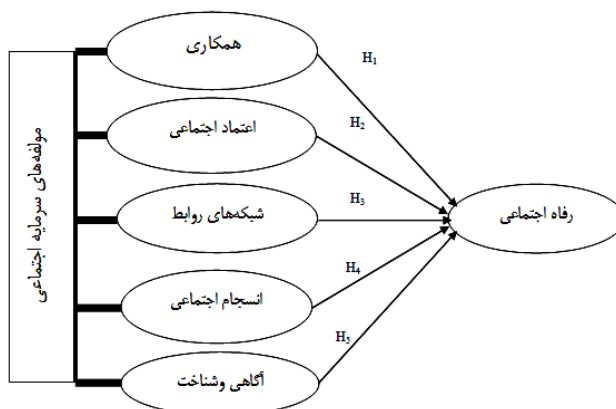 همکاری
H1
اعتماد اجتماعی
H2
شبکه‌های روابط
H3
رفاه اجتماعی
انسجام اجتماعی
H4
آگاهی وشناخت
H5
مولفه‌های سرمایه اجتماعی